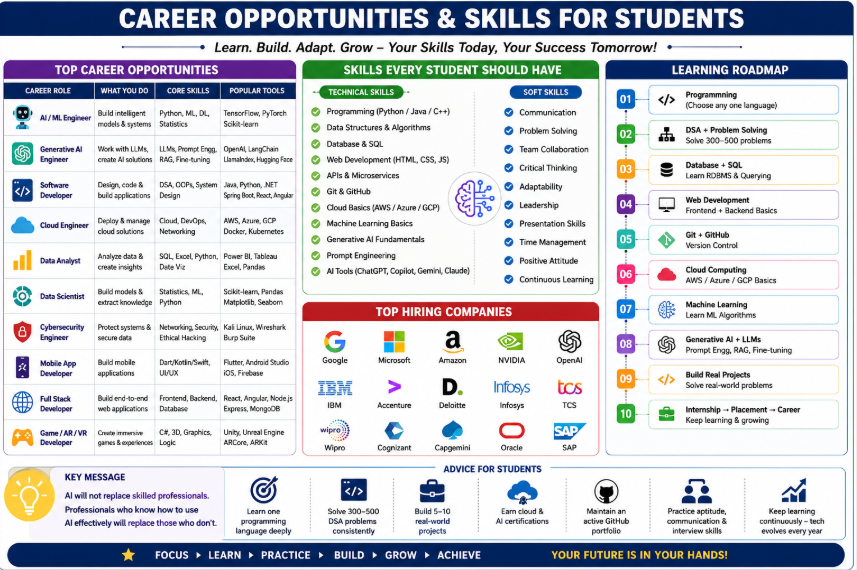 CAREER OPPORTUNITIES & SKILLS FOR STUDENTS
Learn. Build. Adapt. Grow – Your Skills Today, Your Success Tomorrow!
TOP CAREER OPPORTUNITIES
CAREER ROLE WHAT YOU DO CORE SKILLS POPULAR TOOLS
AI / ML Engineer
Build intelligent
models & systems
Python, ML, DL,
Statistics
TensorFlow, PyTorch
Scikit-learn
Generative AI
Engineer
Work with LLMs,
create AI solutions
LLMs, Prompt Engg,
RAG, Fine-tuning
OpenAI, LangChain
LlamaIndex, Hugging Face
Software
Developer
Design, code &
build applications
DSA, OOPs, System
Design
Java, Python, .NET
Spring Boot, React, Angular
Cloud Engineer
Deploy & manage
cloud solutions
Cloud, DevOps,
Networking
AWS, Azure, GCP
Docker, Kubernetes
Data Analyst
Analyze data &
create insights
SQL, Excel, Python,
Data Viz
Power BI, Tableau
Excel, Pandas
Data Scientist
Build models &
extract knowledge
Statistics, ML,
Python
Scikit-learn, Pandas
Matplotlib, Seaborn
Cybersecurity
Engineer
Protect systems &
secure data
Networking, Security,
Ethical Hacking
Kali Linux, Wireshark
Burp Suite
Mobile App
Developer
Build mobile
applications
Dart/Kotlin/Swift,
UI/UX
Flutter, Android Studio
iOS, Firebase
Full Stack
Developer
Build end-to-end
web applications
Frontend, Backend,
Database
React, Angular, Node.js
Express, MongoDB
Game / AR / VR
Developer
Create immersive
games & experiences
C#, 3D, Graphics,
Logic
Unity, Unreal Engine
ARCore, ARKit
SKILLS EVERY STUDENT SHOULD HAVE
TECHNICAL SKILLS
Programming (Python / Java / C++)
Data Structures & Algorithms
Database & SQL
Web Development (HTML, CSS, JS)
APIs & Microservices
Git & GitHub
Cloud Basics (AWS / Azure / GCP)
Machine Learning Basics
Generative AI Fundamentals
Prompt Engineering
AI Tools (ChatGPT, Copilot, Gemini, Claude)
SOFT SKILLS
Communication
Problem Solving
Team Collaboration
Critical Thinking
Adaptability
Leadership
Presentation Skills
Time Management
Positive Attitude
Continuous Learning
TOP HIRING COMPANIES
Google
Microsoft
a
Amazon
NVIDIA
OpenAI
IBM
IBM
Accenture
D.
Deloitte
Infosys
Infosys
tcs
TCS
wipro
Wipro
Cognizant
Capgemini
Oracle
SAP
SAP
LEARNING ROADMAP
01
Programmning
(Choose any one language)
02
DSA + Problem Solving
Solve 300–500 problems
03
Database + SQL
Learn RDBMS & Querying
04
Web Development
Frontend + Backend Basics
05
Git + GitHub
Version Control
06
Cloud Computing
AWS / Azure / GCP Basics
07
Machine Learning
Learn ML Algorithms
08
Generative AI + LLMs
Prompt Engg, RAG, Fine-tuning
09
Build Real Projects
Solve real-world problems
10
Internship → Placement → Career
Keep learning & growing
KEY MESSAGE
AI will not replace skilled professionals.
Professionals who know how to use
AI effectively will replace those who don't.
ADVICE FOR STUDENTS
Learn one
programming
language deeply
Solve 300–500
DSA problems
consistently
Build 5–10
real-world
projects
Earn cloud &
AI certifications
Maintain an
active GitHub
portfolio
Practice aptitude,
communication &
interview skills
Keep learning
continuously – tech
evolves every year
FOCUS ▸ LEARN ▸ PRACTICE ▸ BUILD ▸ GROW ▸ ACHIEVE
YOUR FUTURE IS IN YOUR HANDS!